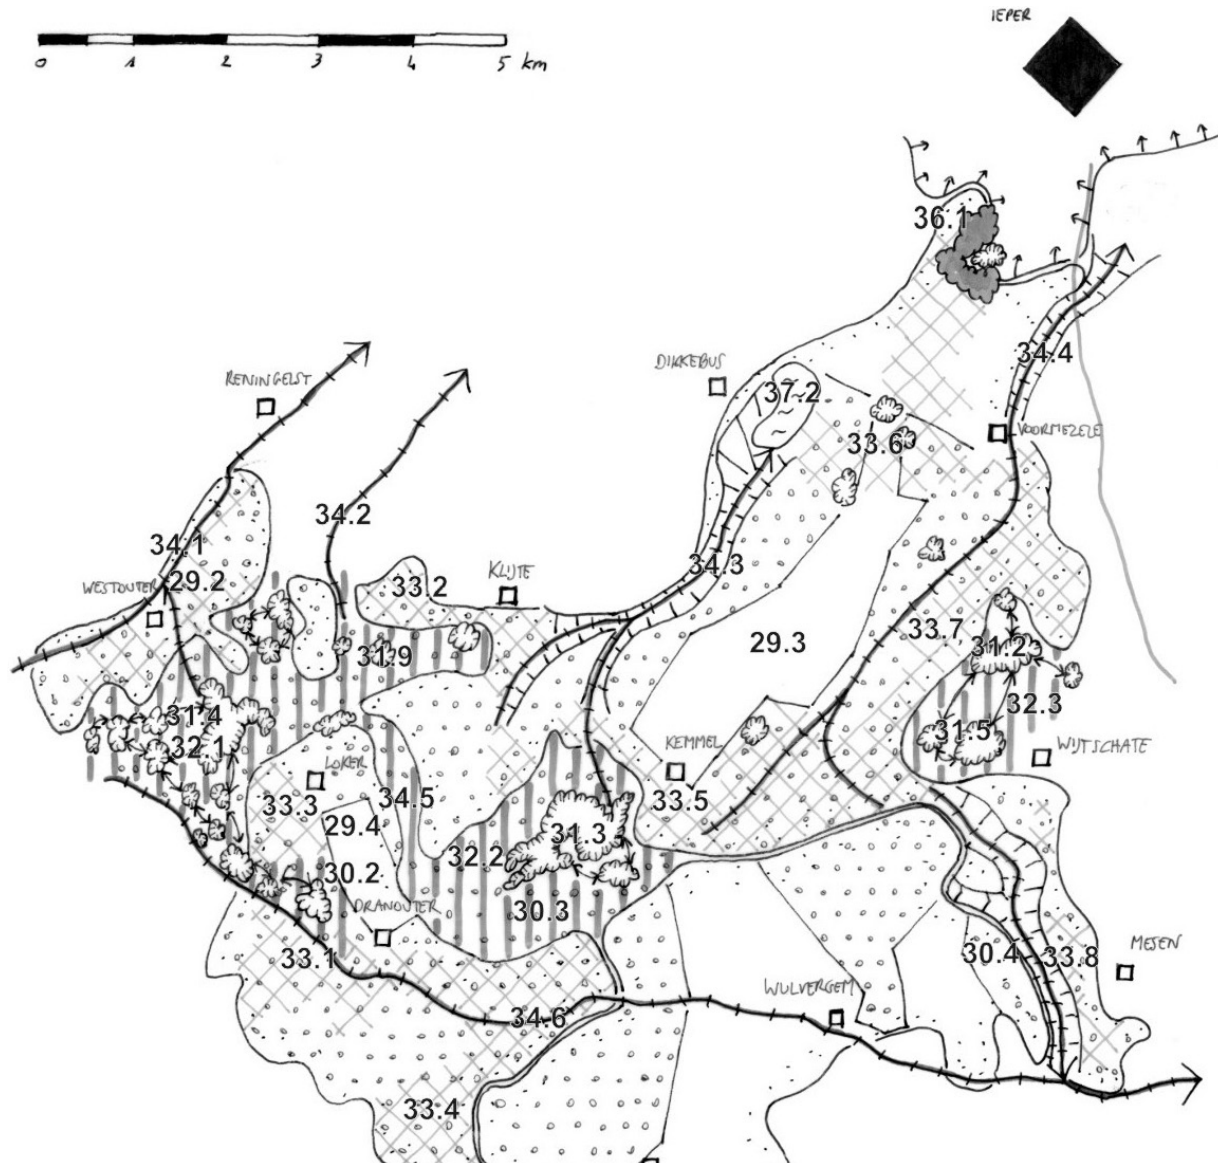 IEPER
0 1 2 3 4 5 km
36.1
34.4
RENINGELST
DIKKEBUS
37.2
VOORMEZELE
33.6
34.2
34.1
34.3
WESTOUTER
29.2
33.2
KLIJTE
33.7
29.3
31.2
31.9
32.3
31.4
31.5
32.1
KEMMEL
WIJTSCHATE
LOKER
33.3
34.5
33.5
29.4
31.3
32.2
30.2
DRANOUTER
30.3
33.1
30.4
33.8
MESEN
WULVERGEM
34.6
33.4